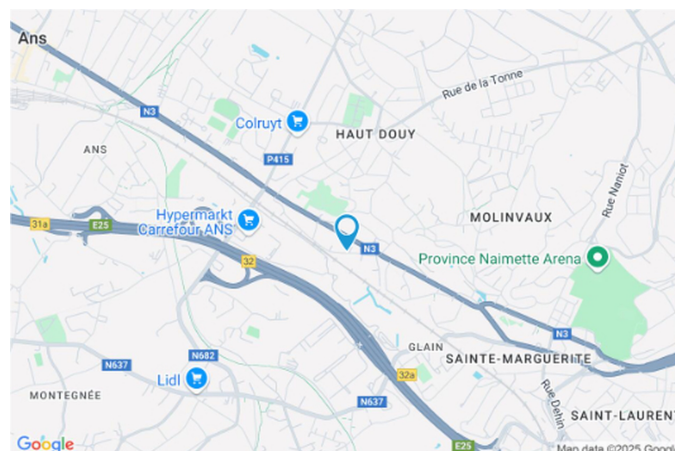 Ans
N3
Rue de la Tonne
Colruyt
HAUT DOUY
ANS
P415
Rue Naniot
MOLINVAUX
Hypermarkt
Carrefour ANS
31a
E25
N3
32
Province Naimette Arena
N3
GLAIN
SAINTE-MARGUERITE
N682
N637
Lidl
32a
MONTEGNÉE
N637
Rue Dehin
SAINT-LAURENT
E25
Google
Map data ©2025 Google